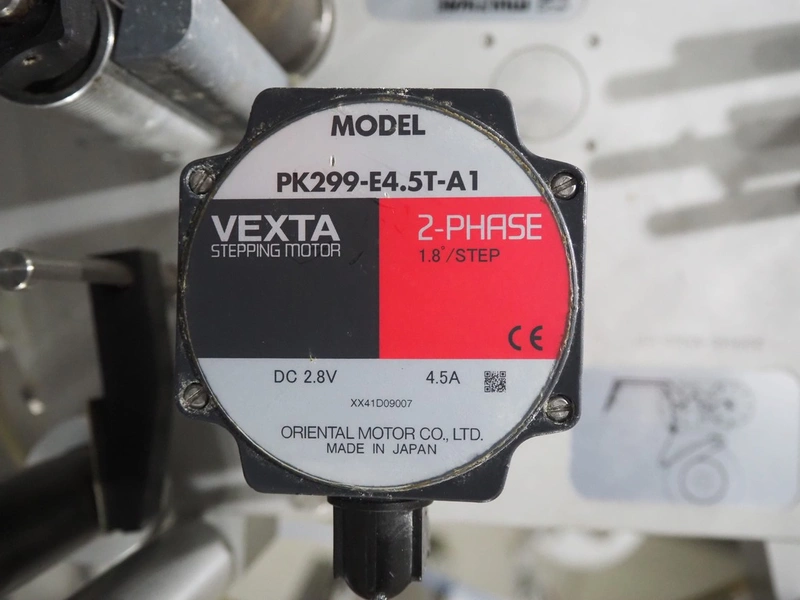 MODEL
PK299-E4.5T-A1
VEXTA
STEPPING MOTOR
2-PHASE
1.8°/STEP
CE
DC 2.8V 4.5A
XX41D09007
ORIENTAL MOTOR CO., LTD.
MADE IN JAPAN